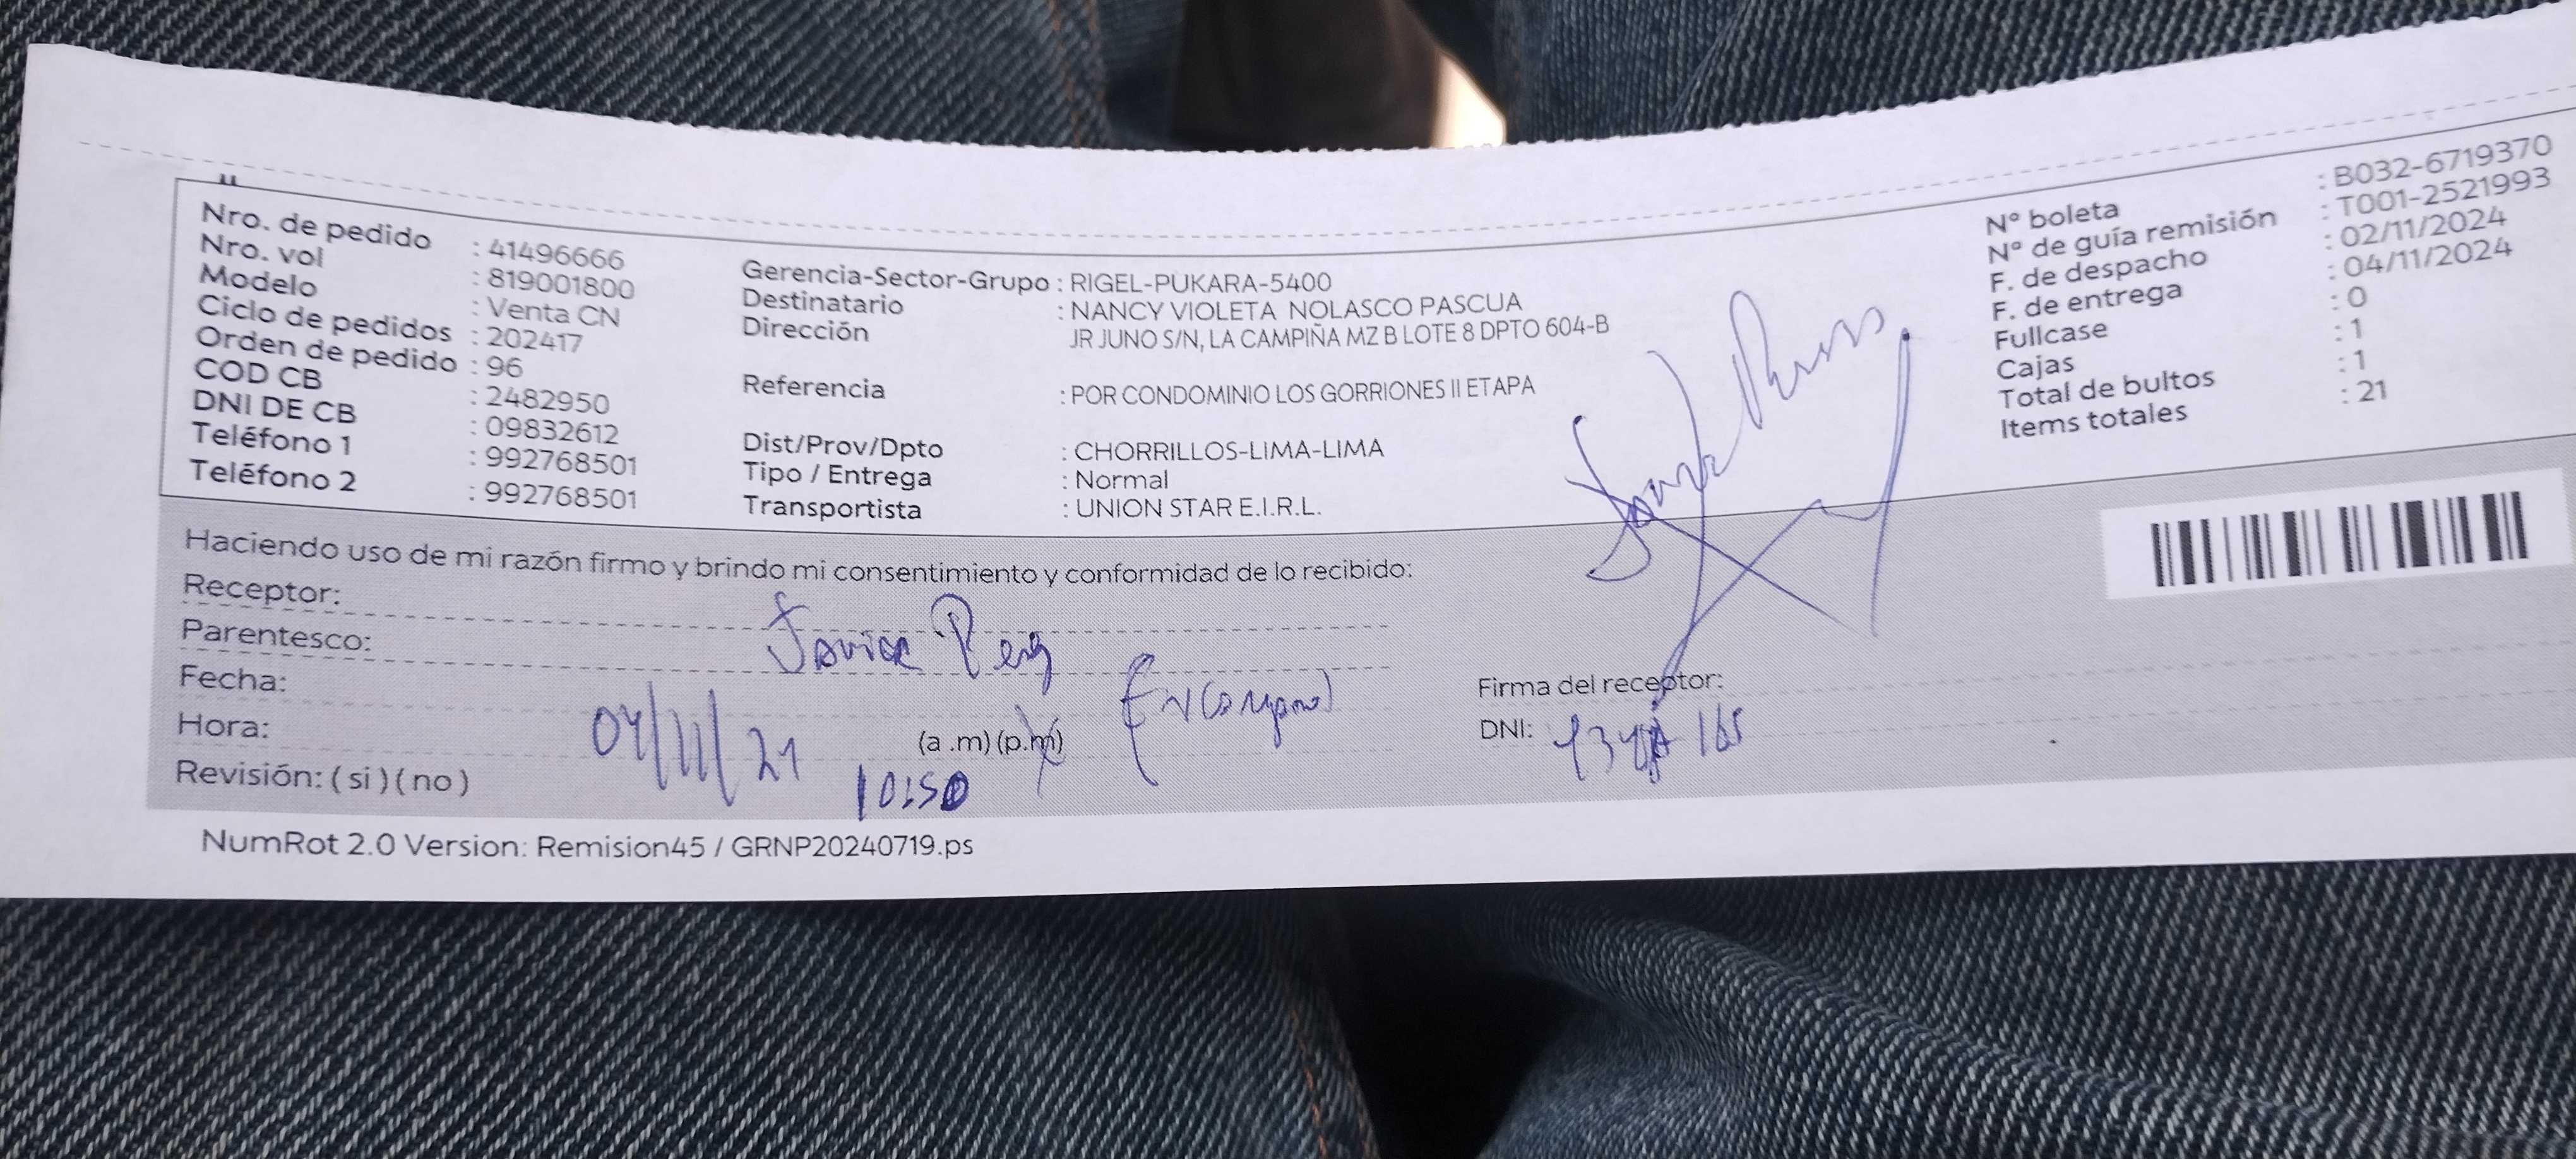 Nro. de pedido : 41496666
Nro. vol : 819001800
Modelo : Venta CN
Ciclo de pedidos : 202417
Orden de pedido : 96
COD CB : 2482950
DNI DE CB : 09832612
Teléfono 1 : 992768501
Teléfono 2 : 992768501
Gerencia-Sector-Grupo : RIGEL-PUKARA-5400
Destinatario : NANCY VIOLETA NOLASCO PASCUA
Dirección JR JUNO S/N, LA CAMPIÑA MZ B LOTE 8 DPTO 604-B
Referencia : POR CONDOMINIO LOS GORRIONES II ETAPA
Dist/Prov/Dpto : CHORRILLOS-LIMA-LIMA
Tipo / Entrega : Normal
Transportista : UNION STAR E.I.R.L.
N° boleta : B032-6719370
N° de guía remisión : T001-2521993
F. de despacho : 02/11/2024
F. de entrega : 04/11/2024
Fullcase : 0
Cajas : 1
Total de bultos : 1
Items totales : 21
Haciendo uso de mi razón firmo y brindo mi consentimiento y conformidad de lo recibido:
Receptor:
Javier
Parentesco:
Fecha:
04/11/24
Hora: (a .m) (p.m)
10:50
Revisión: ( si ) ( no )
Firma del receptor:
DNI:
NumRot 2.0 Version: Remision45 / GRNP20240719.ps